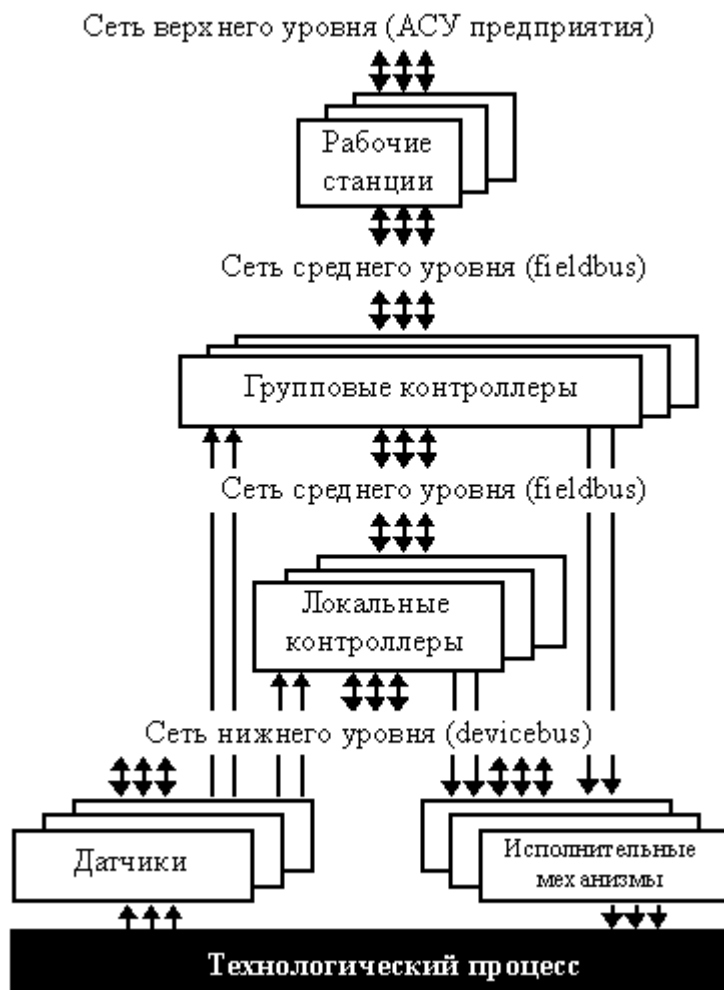 Сеть верхнего уровня (АСУ предприятия)
Рабочие
станции
Сеть среднего уровня (fieldbus)
Групповые контроллеры
Сеть среднего уровня (fieldbus)
Локальные
контроллеры
Сеть нижнего уровня (devicebus)
Датчики
Исполнительные
механизмы
Технологический процесс